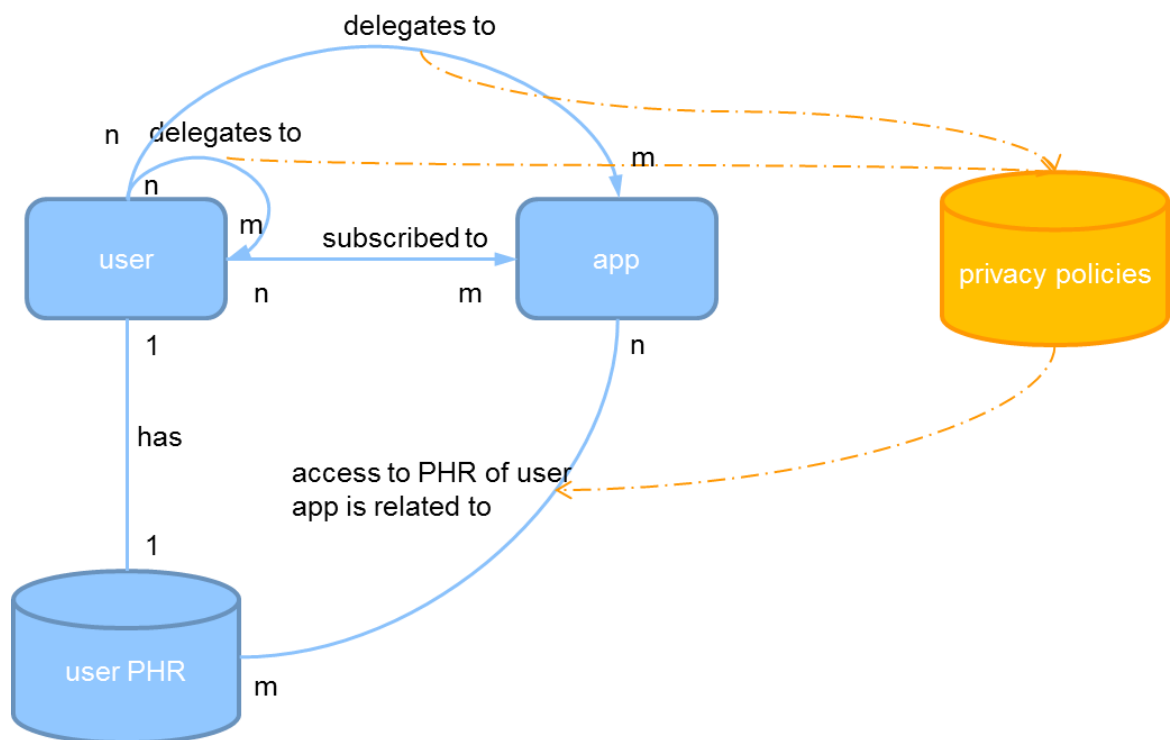 delegates to
n
delegates to
m
n
m
user
subscribed to
app
privacy policies
n
m
1
n
has
access to PHR of user
app is related to
1
user PHR
m